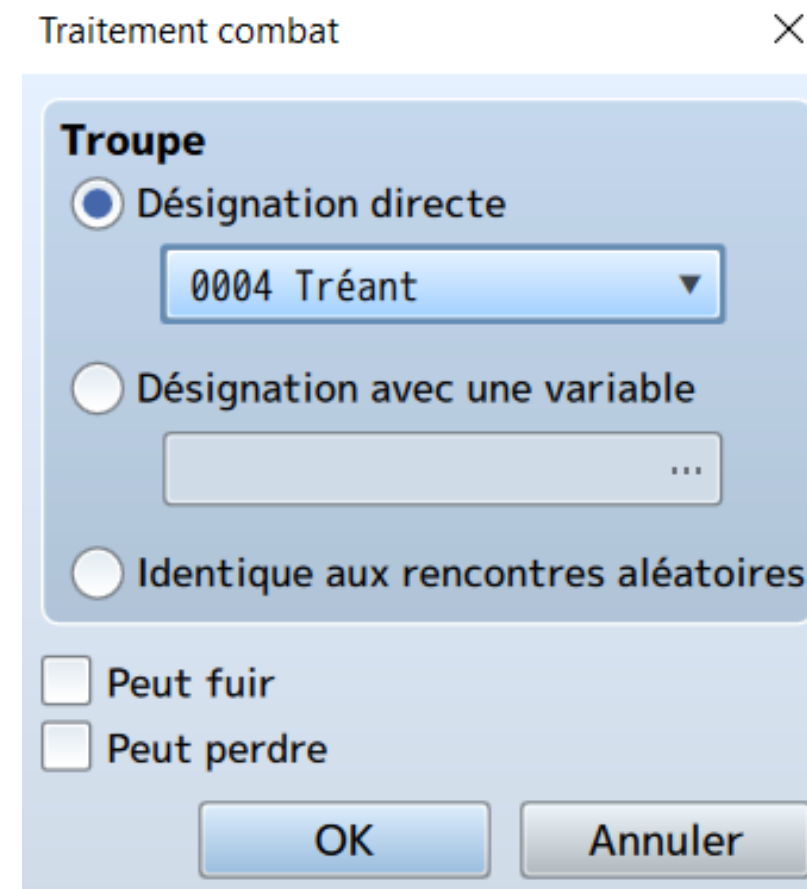 Traitement combat
Troupe
Désignation directe
0004 Tréant
Désignation avec une variable
...
Identique aux rencontres aléatoires
Peut fuir
Peut perdre
OK Annuler